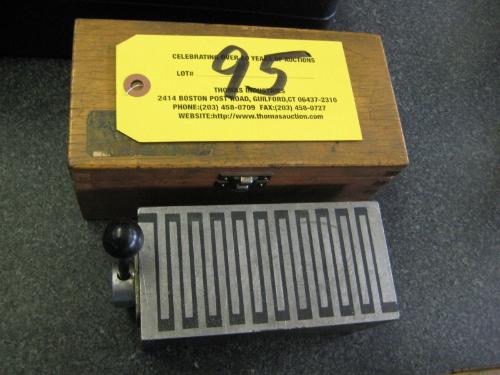 CELEBRATING OVER 40 YEARS OF AUCTIONS
LOT# 95
THOMAS INDUSTRIES
2414 BOSTON POST ROAD, GUILFORD,CT 06437-2310
PHONE:(203) 458-0709 FAX:(203) 458-0727
WEBSITE:http://www.thomasauction.com